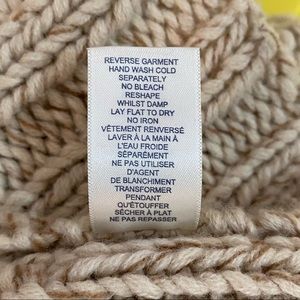 REVERSE GARMENT
HAND WASH COLD
SEPARATELY
NO BLEACH
RESHAPE
WHILST DAMP
LAY FLAT TO DRY
NO IRON
VÊTEMENT RENVERSÉ
LAVER À LA MAIN À
L'EAU FROIDE
SÉPARÉMENT
NE PAS UTILISER
D'AGENT
DE BLANCHIMENT
TRANSFORMER
PENDANT
QU'ÉTOUFFER
SÉCHER À PLAT
NE PAS REPASSER